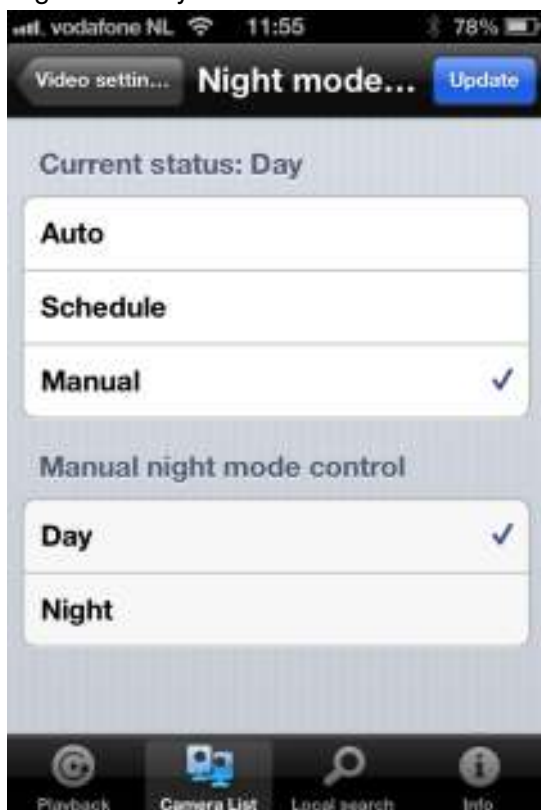 vodafone NL 11:55 78%
Video settin... Night mode... Update
Current status: Day
Auto
Schedule
Manual
Manual night mode control
Day
Night
Playback Camera List Local search Info